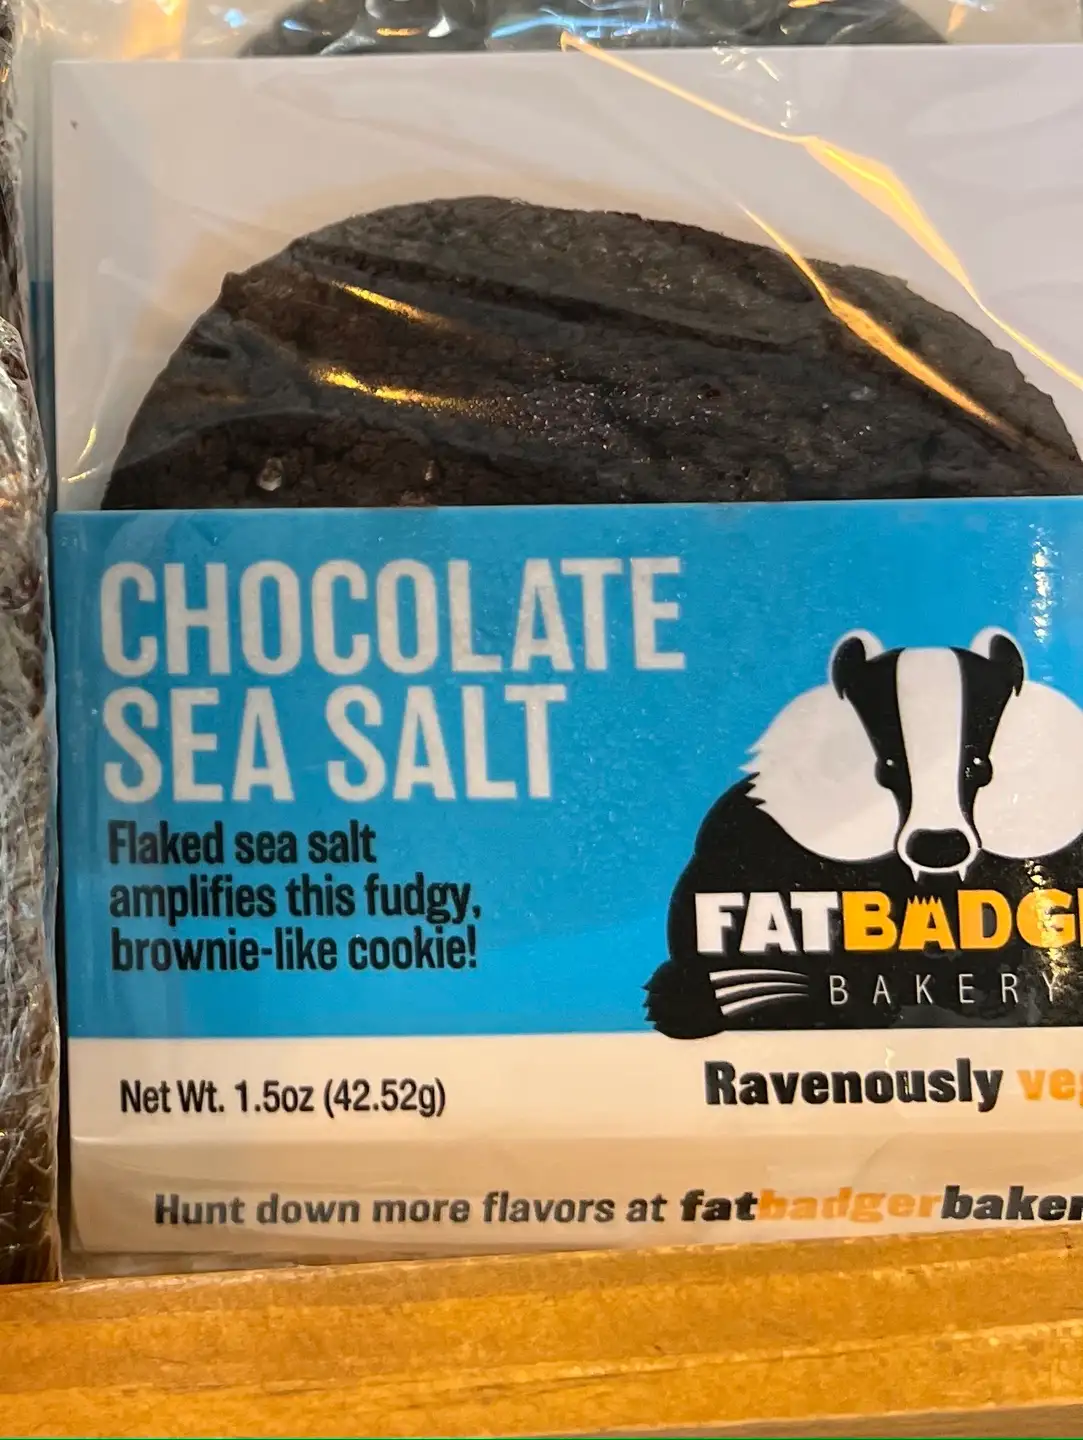 CHOCOLATE
SEA SALT
Flaked sea salt
amplifies this fudgy,
brownie-like cookie!
FATBADG
BAKERY
Net Wt. 1.5oz (42.52g)
Ravenously
Hunt down more flavors at fatbadgerbaker